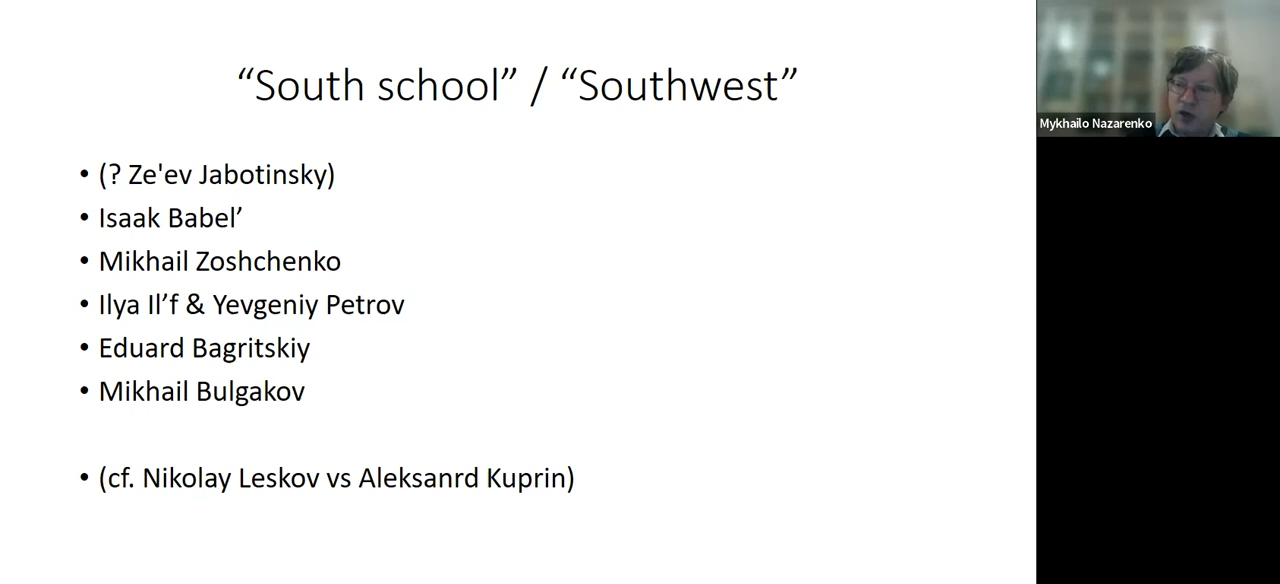 “South school” / “Southwest”
• (? Ze'ev Jabotinsky)
• Isaak Babel’
• Mikhail Zoshchenko
• Ilya Il’f & Yevgeniy Petrov
• Eduard Bagritskiy
• Mikhail Bulgakov
• (cf. Nikolay Leskov vs Aleksanrd Kuprin)
Mykhailo Nazarenko